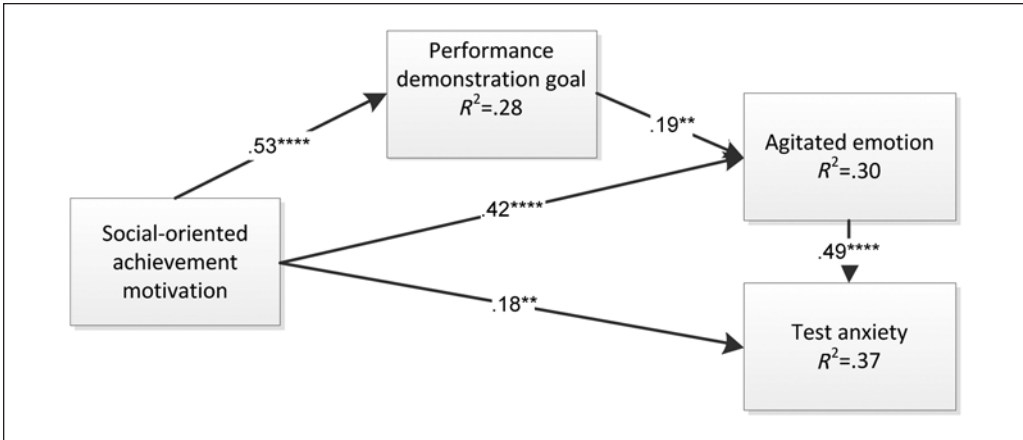 Performance
demonstration goal
R²=.28
.53****
.19**
Agitated emotion
R²=.30
.42****
Social-oriented
achievement
motivation
.49****
.18**
Test anxiety
R²=.37